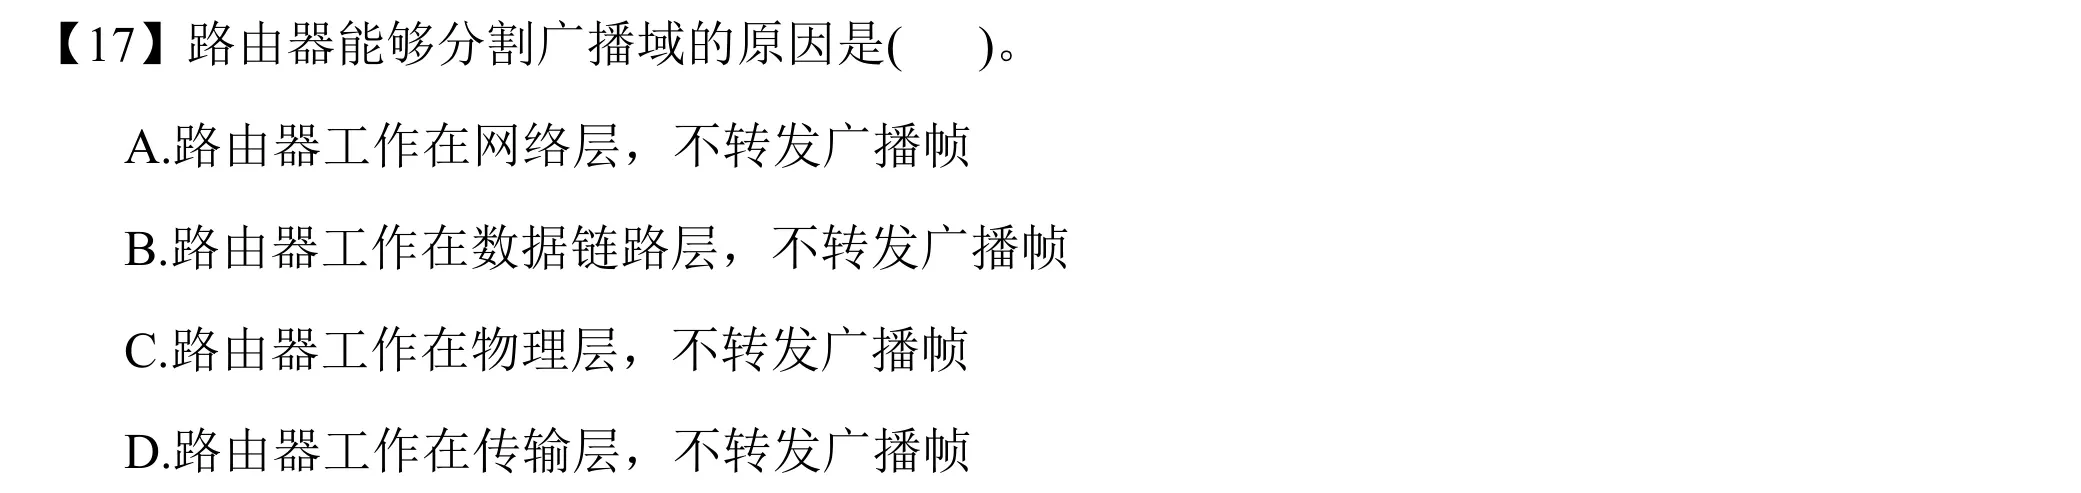 【17】路由器能够分割广播域的原因是(　　)。
A.路由器工作在网络层，不转发广播帧
B.路由器工作在数据链路层，不转发广播帧
C.路由器工作在物理层，不转发广播帧
D.路由器工作在传输层，不转发广播帧